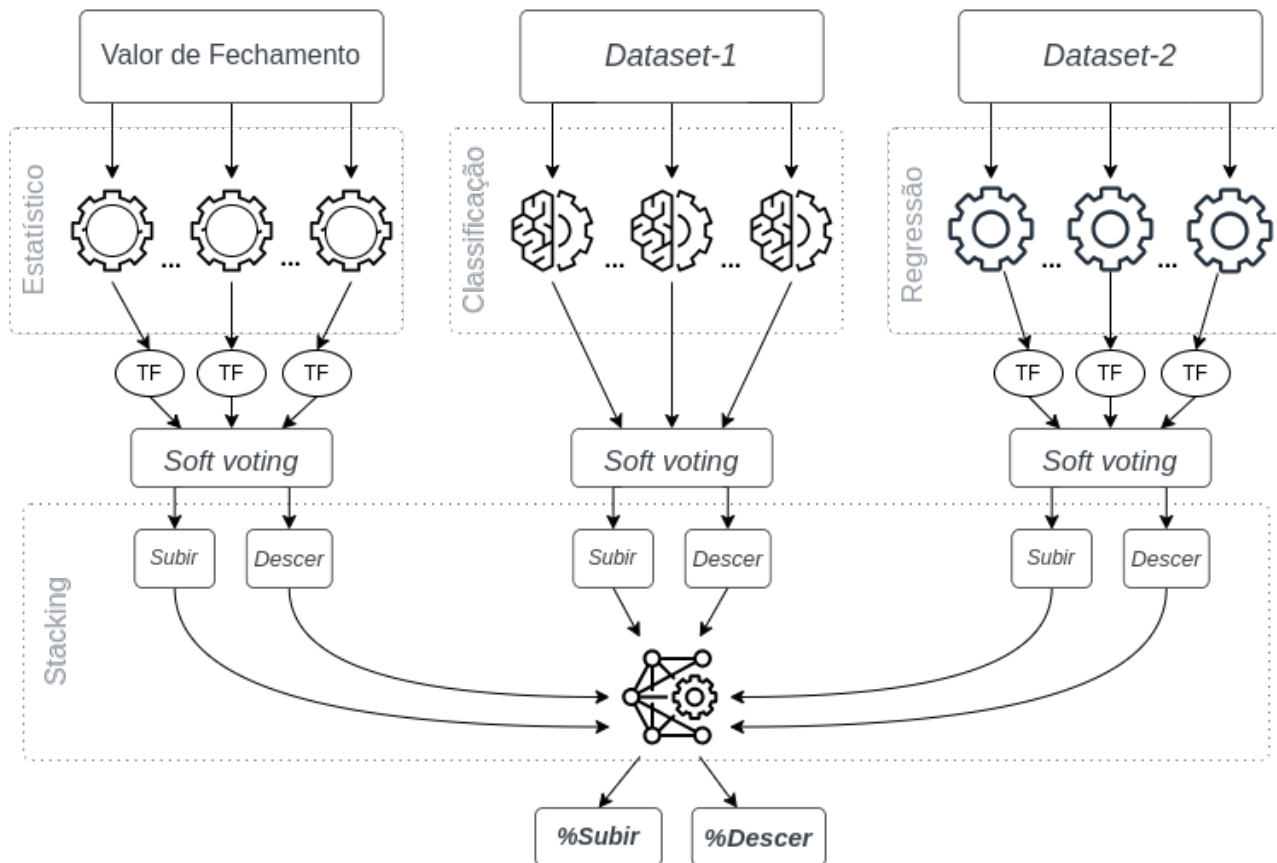 Valor de Fechamento
Dataset-1
Dataset-2
Estatístico
Classificação
Regressão
...
...
...
...
...
...
TF
TF
TF
TF
TF
TF
Soft voting
Soft voting
Soft voting
Stacking
Subir
Descer
Subir
Descer
Subir
Descer
%Subir
%Descer